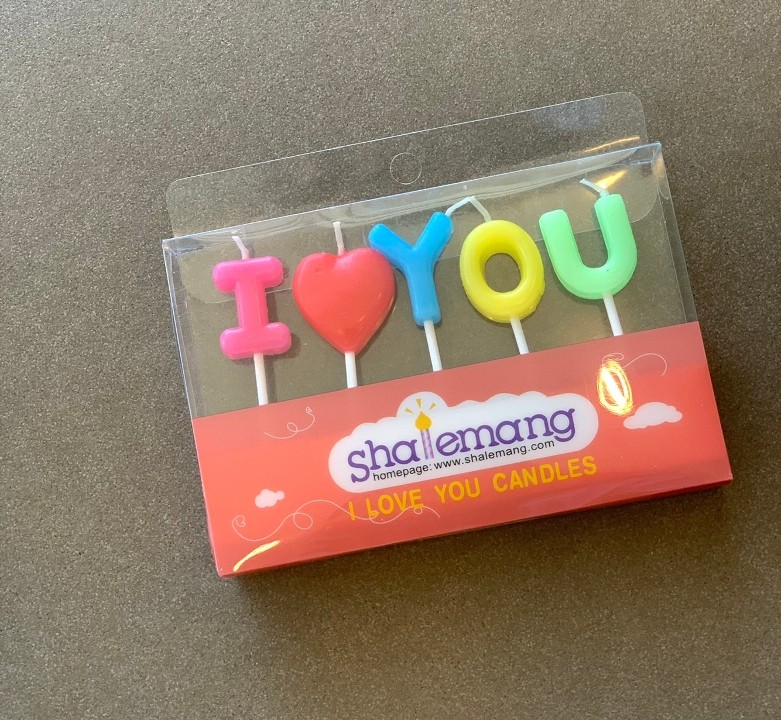 I ❤ YOU
shalemang
homepage: www.shalemang.com
I LOVE YOU CANDLES